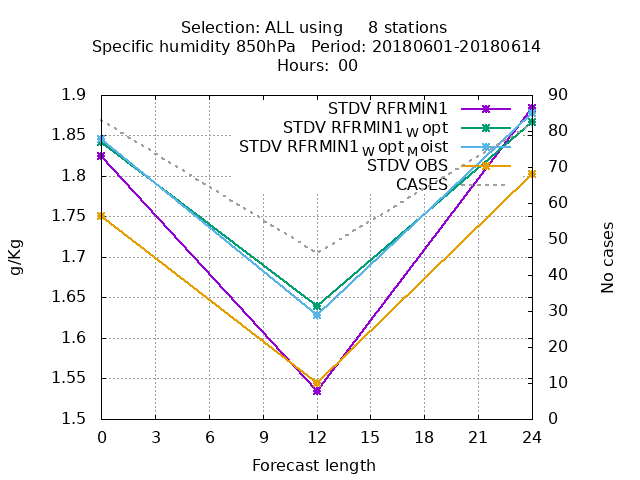 Selection: ALL using     8 stations
Specific humidity 850hPa   Period: 20180601-20180614
Hours:  00
1.9
1.85
1.8
1.75
1.7
1.65
1.6
1.55
1.5
g/Kg
90
80
70
60
50
40
30
20
10
0
No cases
STDV RFRMIN1
STDV RFRMIN1_W opt
STDV RFRMIN1_W opt_M oist
STDV OBS
CASES
0 3 6 9 12 15 18 21 24
Forecast length